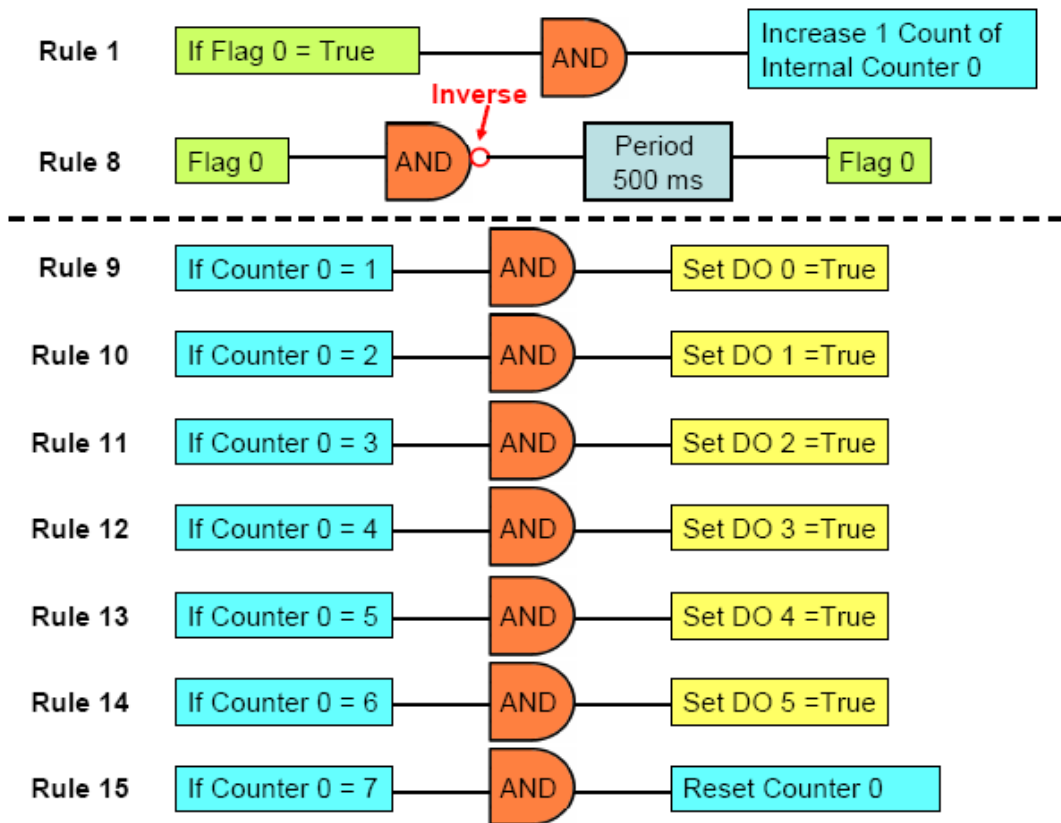 Rule 1
If Flag 0 = True
AND
Increase 1 Count of
Internal Counter 0
Inverse
Rule 8
Flag 0
AND
Period
500 ms
Flag 0
Rule 9
If Counter 0 = 1
AND
Set DO 0 =True
Rule 10
If Counter 0 = 2
AND
Set DO 1 =True
Rule 11
If Counter 0 = 3
AND
Set DO 2 =True
Rule 12
If Counter 0 = 4
AND
Set DO 3 =True
Rule 13
If Counter 0 = 5
AND
Set DO 4 =True
Rule 14
If Counter 0 = 6
AND
Set DO 5 =True
Rule 15
If Counter 0 = 7
AND
Reset Counter 0